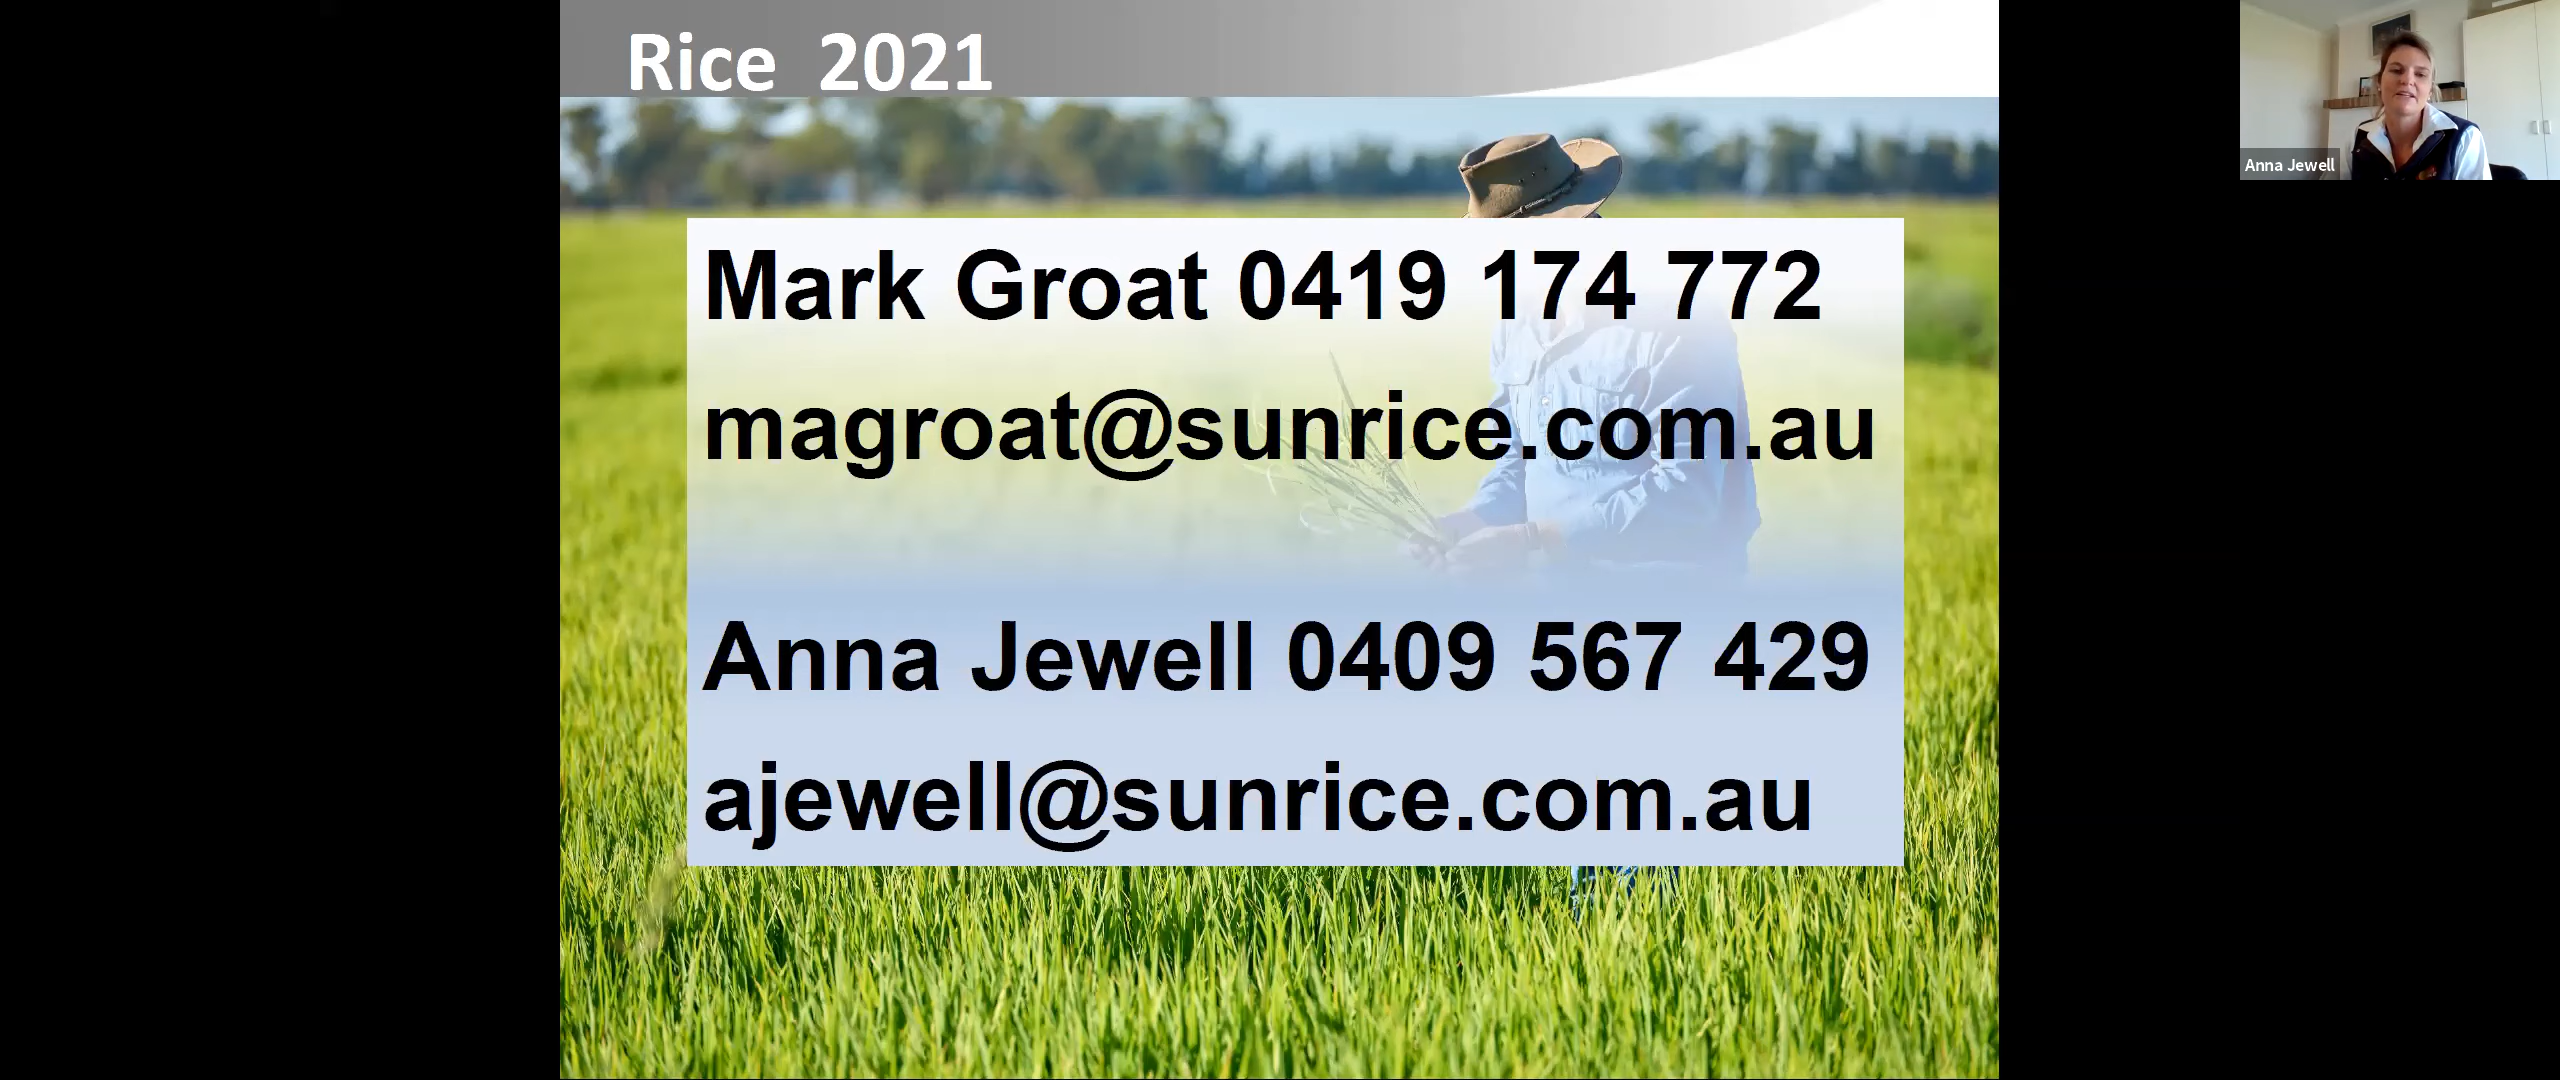 Rice 2021
Anna Jewell
Mark Groat 0419 174 772
magroat@sunrice.com.au
Anna Jewell 0409 567 429
ajewell@sunrice.com.au